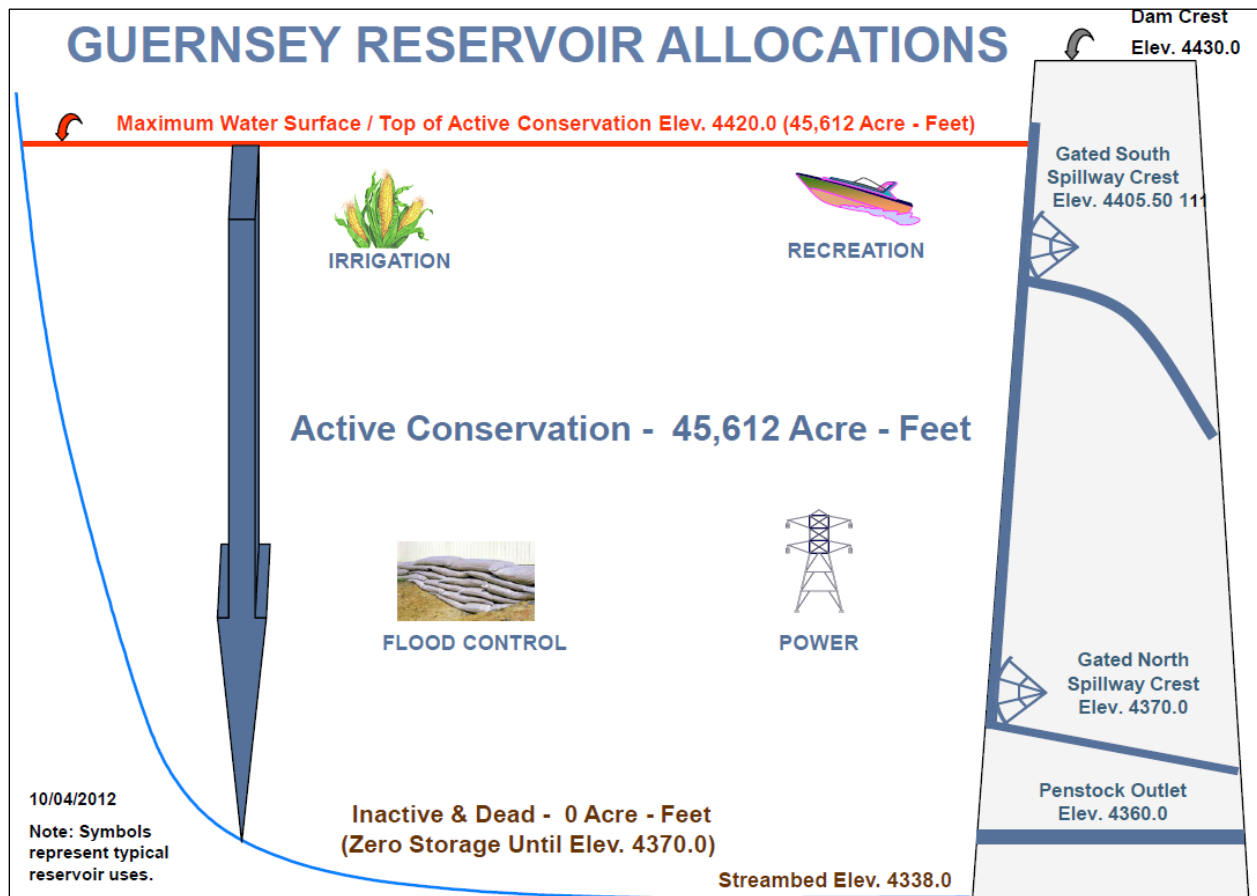 GUERNSEY RESERVOIR ALLOCATIONS
Dam Crest
Elev. 4430.0
Maximum Water Surface / Top of Active Conservation Elev. 4420.0 (45,612 Acre - Feet)
Gated South
Spillway Crest
Elev. 4405.50 111
IRRIGATION
RECREATION
Active Conservation - 45,612 Acre - Feet
FLOOD CONTROL
POWER
Gated North
Spillway Crest
Elev. 4370.0
Penstock Outlet
Elev. 4360.0
10/04/2012
Note: Symbols
represent typical
reservoir uses.
Inactive & Dead - 0 Acre - Feet
(Zero Storage Until Elev. 4370.0)
Streambed Elev. 4338.0